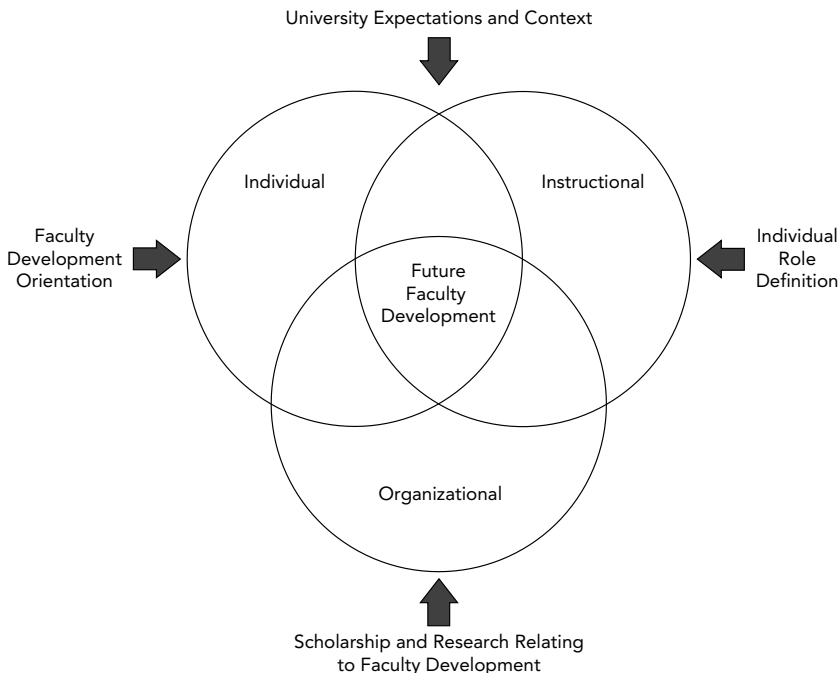 University Expectations and Context
Individual
Instructional
Faculty
Development
Orientation
Individual
Role
Definition
Future
Faculty
Development
Organizational
Scholarship and Research Relating
to Faculty Development